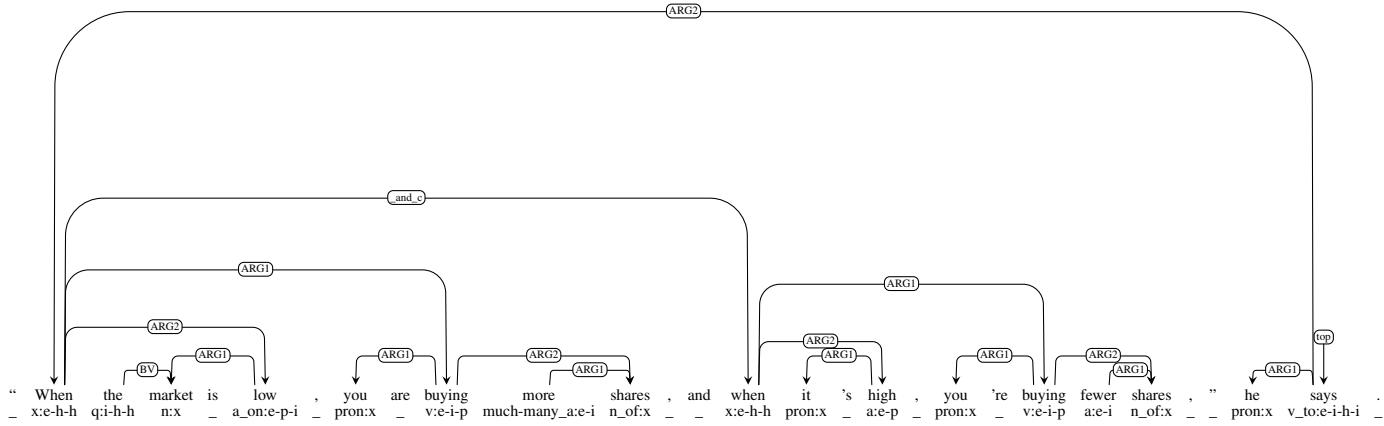 ARG2
_and_c
ARG1
ARG1
ARG2
top
ARG2
BV ARG1 ARG1 ARG2 ARG1 ARG1 ARG1 ARG2 ARG1 ARG1
“ When the market is low , you are buying more shares , and when it 's high , you 're buying fewer shares , ” he says .
_ x:e-h-h q:i-h-h n:x _ a_on:e-p-i _ pron:x _ v:e-i-p much-many_a:e-i n_of:x _ _ x:e-h-h pron:x _ a:e-p _ pron:x _ v:e-i-p a:e-i n_of:x _ _ pron:x v_to:e-i-h-i _